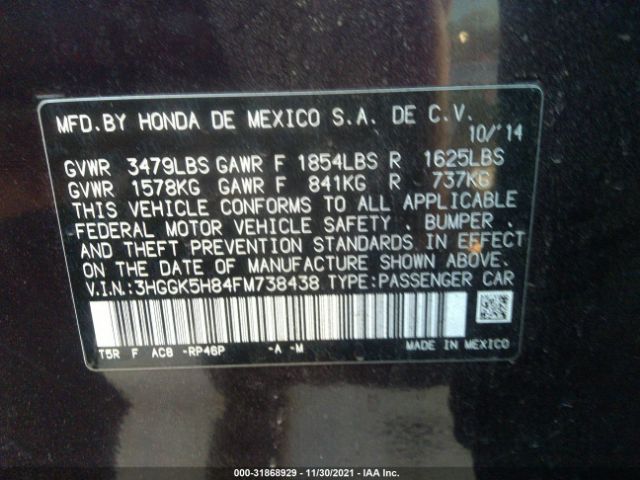 MFD.BY HONDA DE MEXICO S.A. DE C.V.
10/'14
GVWR 3479LBS GAWR F 1854LBS R 1625LBS
GVWR 1578KG GAWR F 841KG R 737KG
THIS VEHICLE CONFORMS TO ALL APPLICABLE
FEDERAL MOTOR VEHICLE SAFETY . BUMPER .
AND THEFT PREVENTION STANDARDS IN EFFECT
ON THE DATE OF MANUFACTURE SHOWN ABOVE.
V.IN.:3HGGK5H84FM738438 TYPE:PASSENGER CAR
T5R F AC8 -RP46P -A -M MADE IN MEXICO
000-31868929 - 11/30/2021 - IAA Inc.